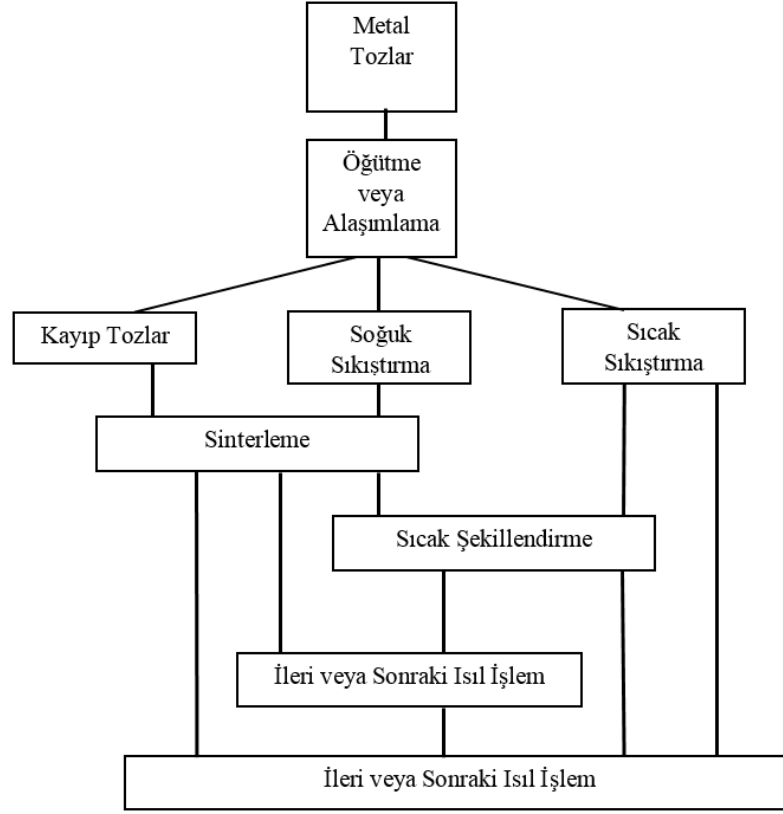 Metal
Tozlar
Öğütme
veya
Alaşımlama
Kayıp Tozlar
Soğuk
Sıkıştırma
Sıcak
Sıkıştırma
Sinterleme
Sıcak Şekillendirme
İleri veya Sonraki Isıl İşlem
İleri veya Sonraki Isıl İşlem